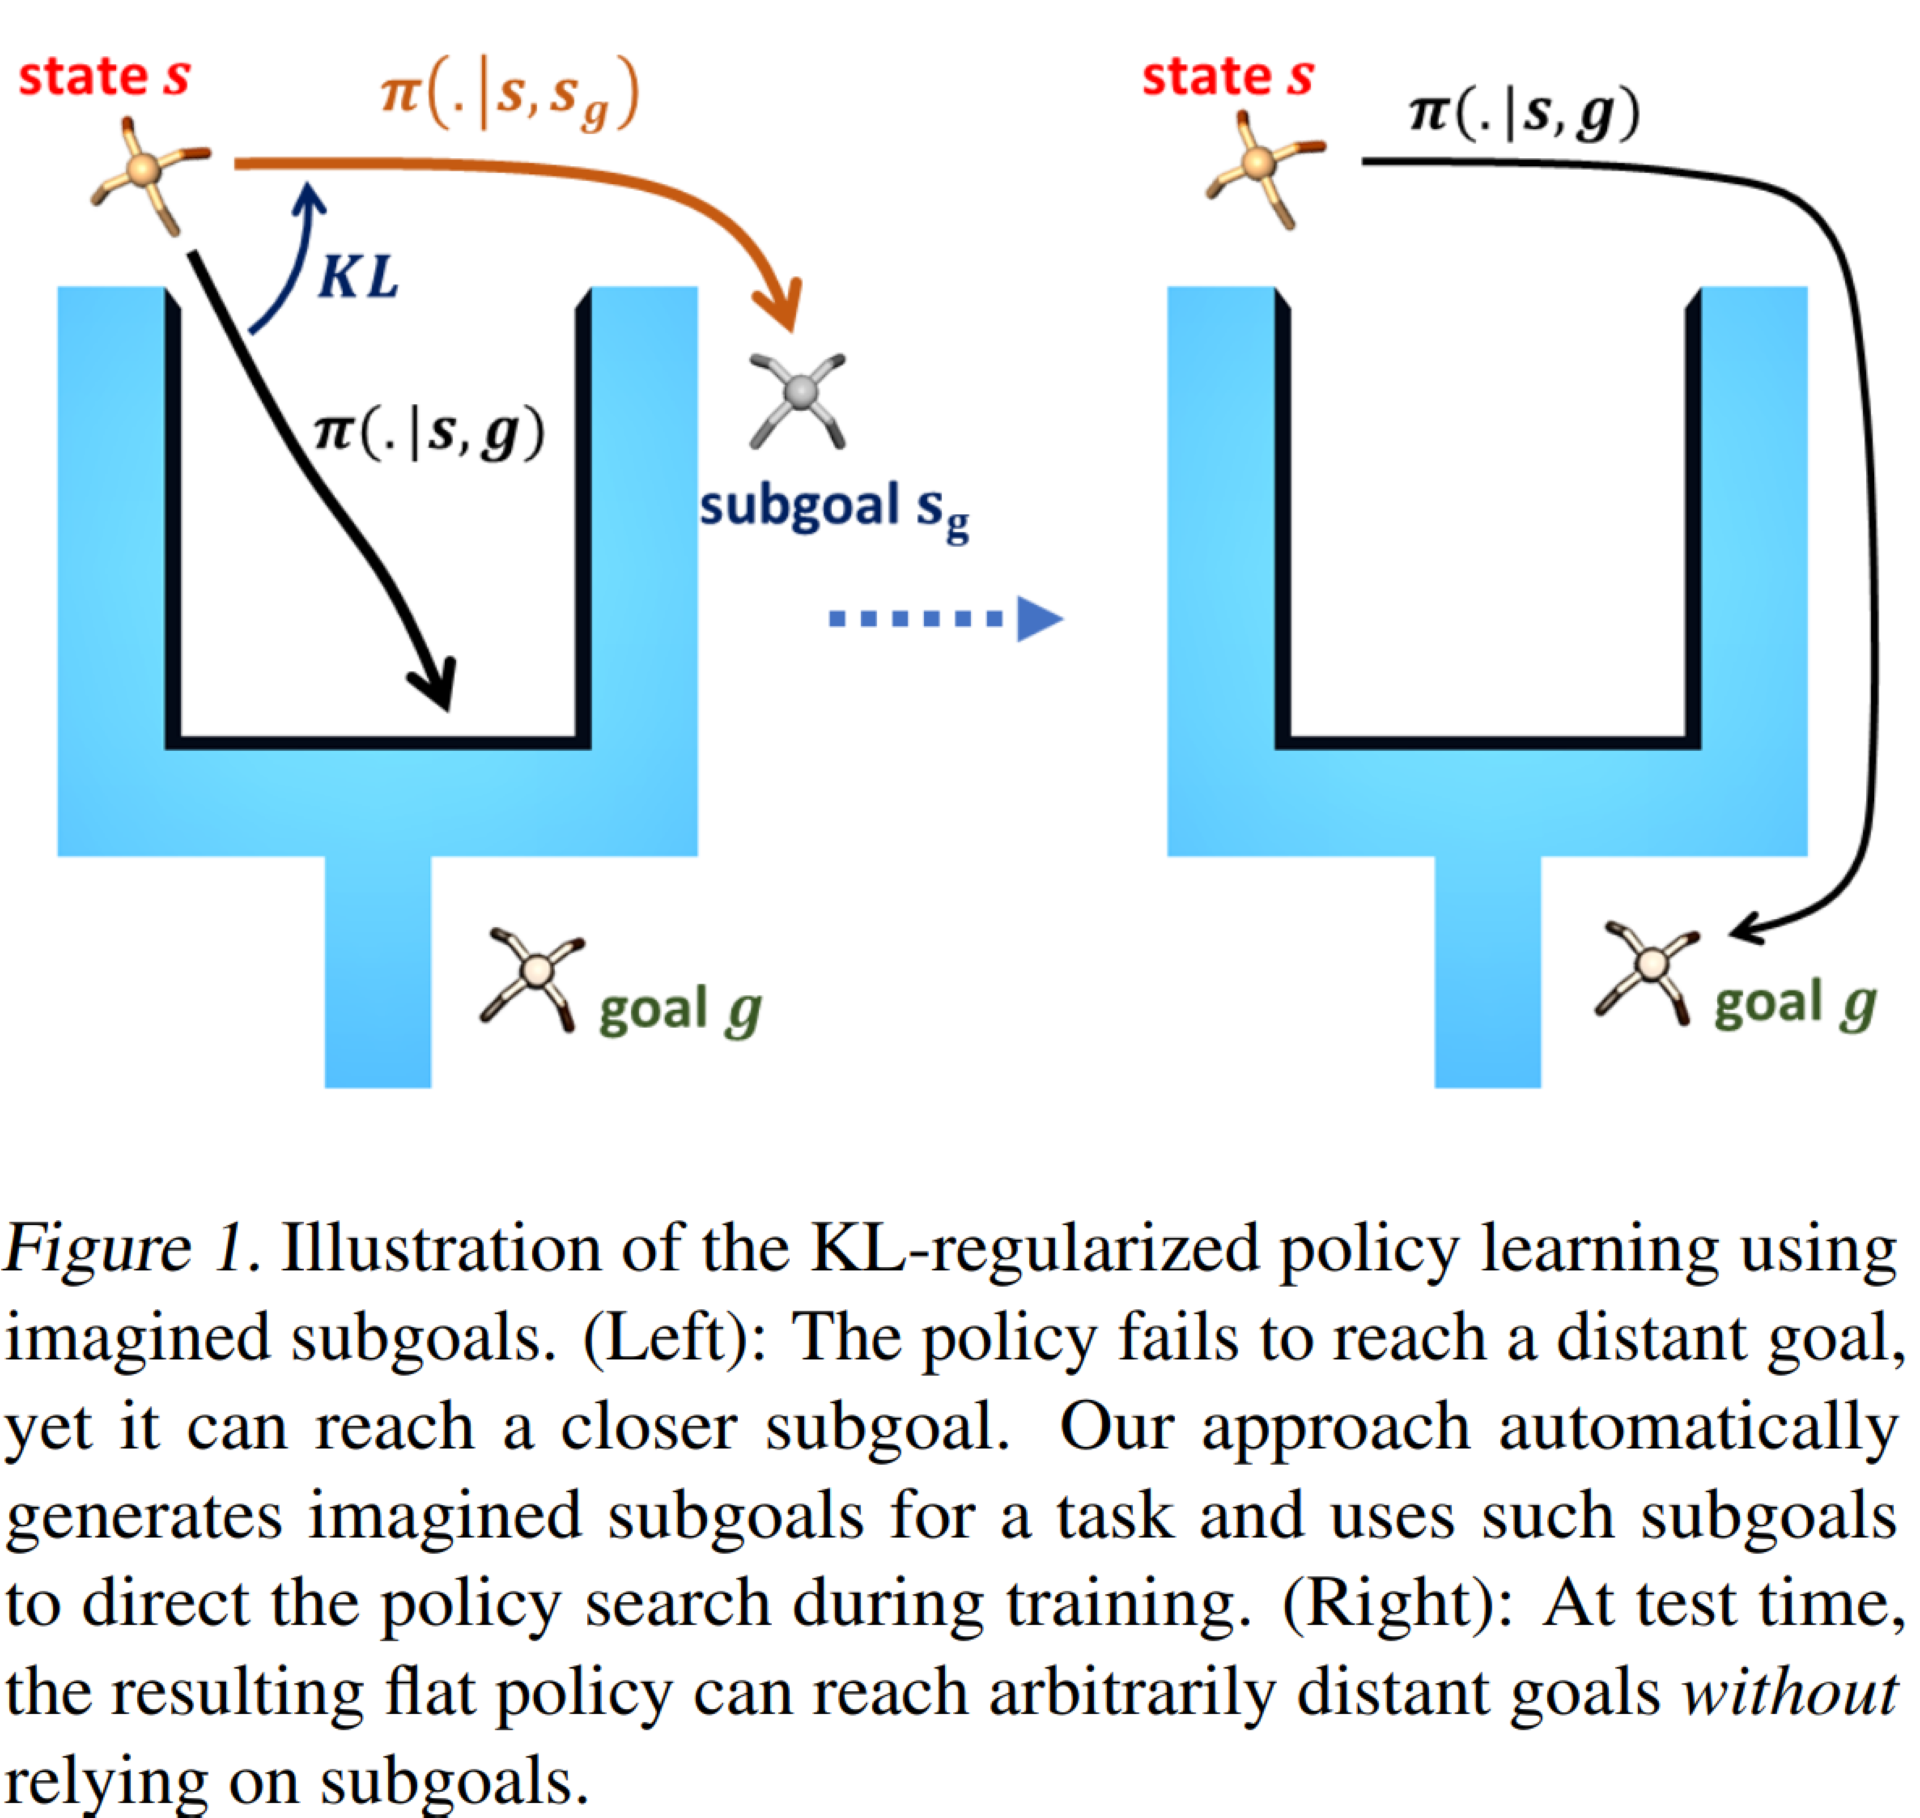 state s
π(.|s, s_g)
state s
π(.|s, g)
KL
π(.|s, g)
subgoal s_g
goal g
goal g
Figure 1. Illustration of the KL-regularized policy learning using
imagined subgoals. (Left): The policy fails to reach a distant goal,
yet it can reach a closer subgoal. Our approach automatically
generates imagined subgoals for a task and uses such subgoals
to direct the policy search during training. (Right): At test time,
the resulting flat policy can reach arbitrarily distant goals without
relying on subgoals.